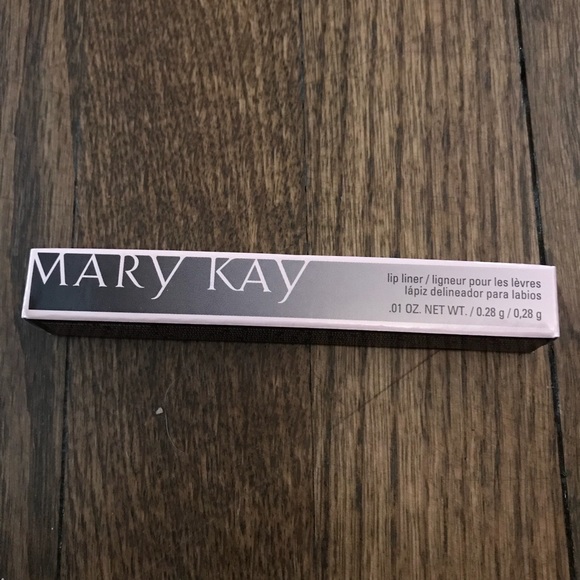 MARY KAY
lip liner / ligneur pour les lèvres
lápiz delineador para labios
.01 OZ. NET WT. / 0.28 g / 0,28 g